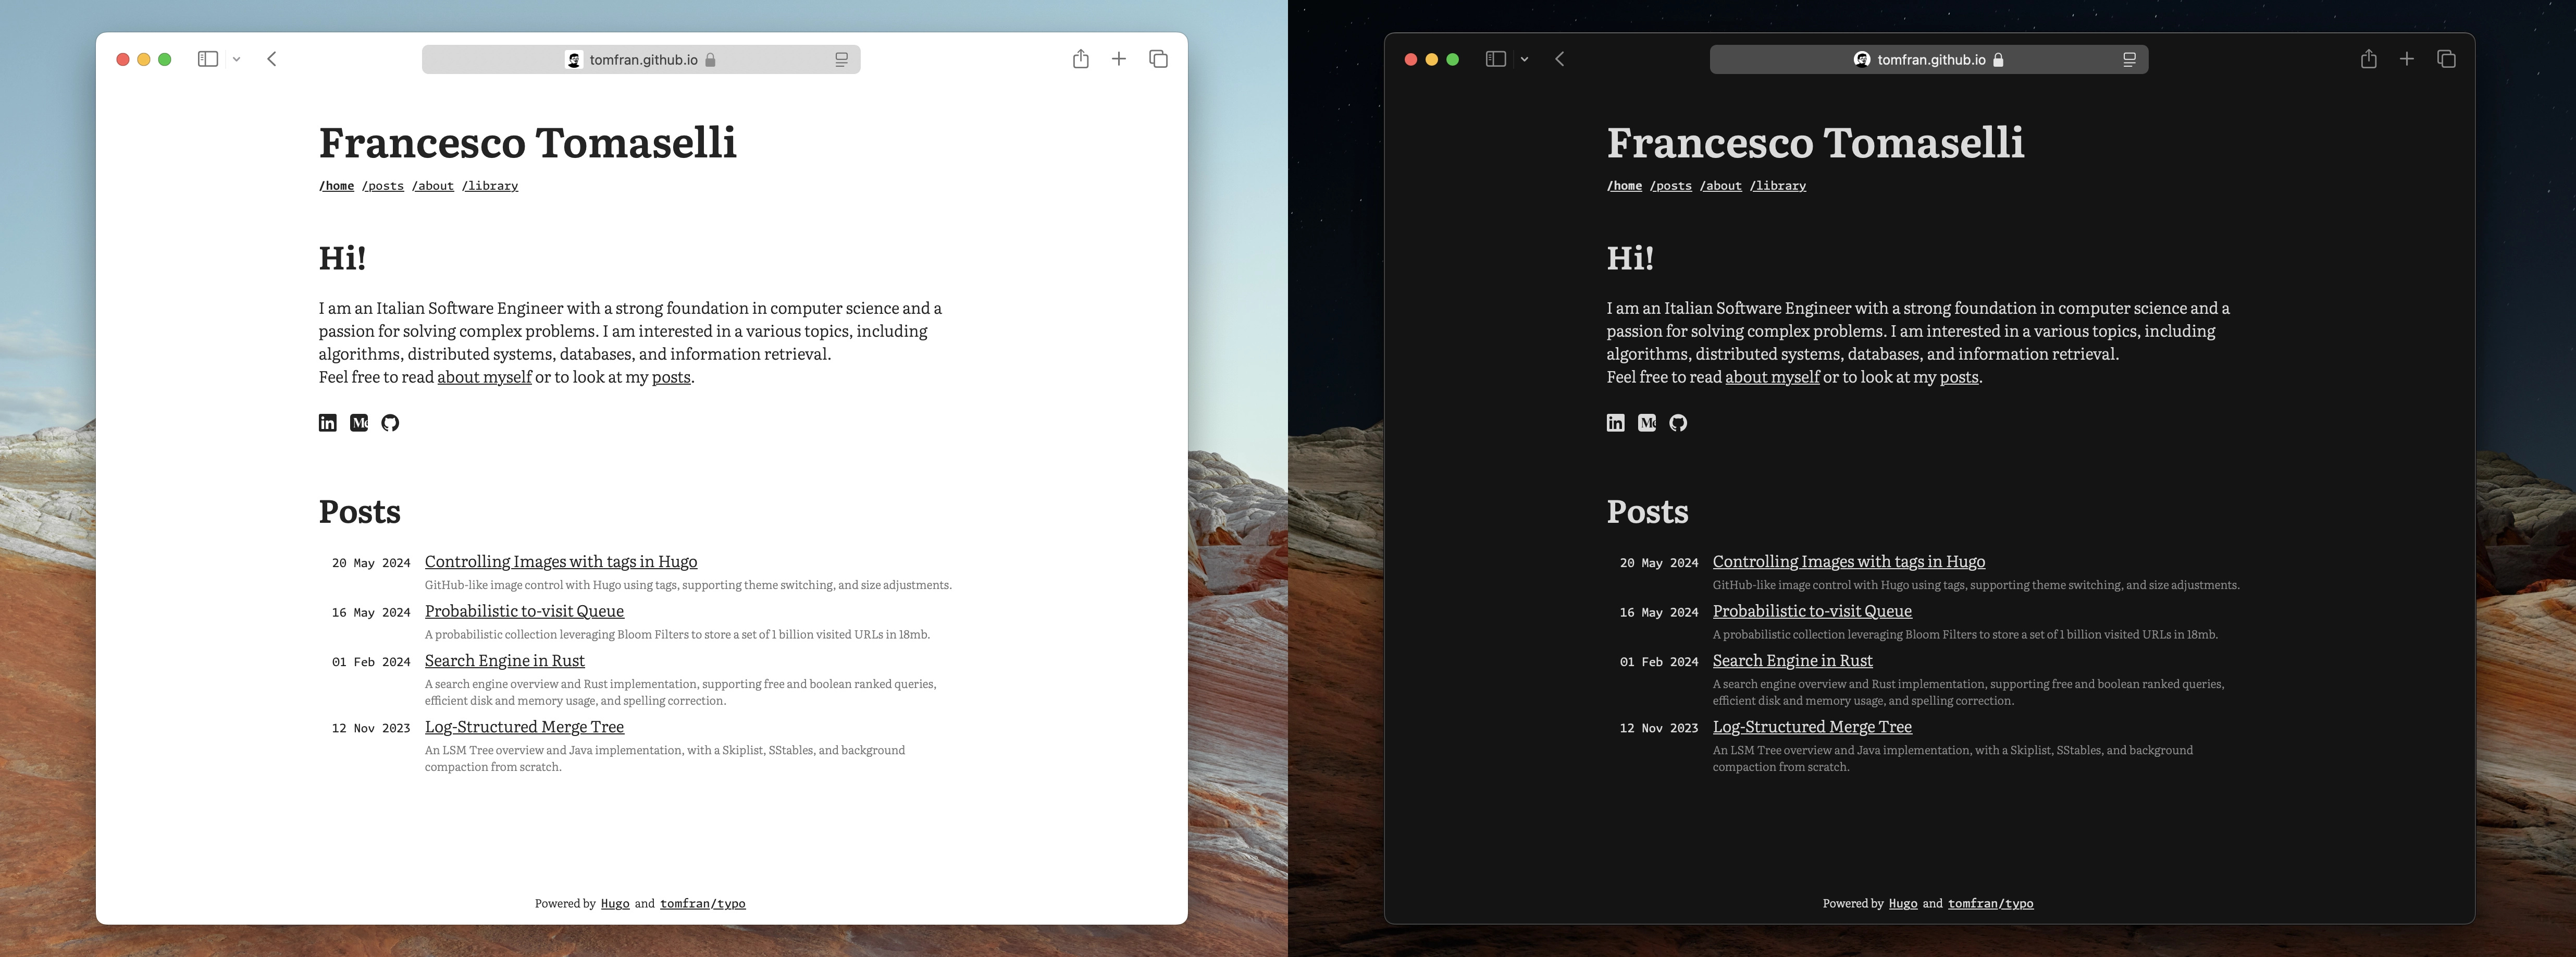 tomfran.github.io
Francesco Tomaselli
/home /posts /about /library
Hi!
I am an Italian Software Engineer with a strong foundation in computer science and a
passion for solving complex problems. I am interested in a various topics, including
algorithms, distributed systems, databases, and information retrieval.
Feel free to read about myself or to look at my posts.
in M
Posts
20 May 2024 Controlling Images with tags in Hugo
GitHub-like image control with Hugo using tags, supporting theme switching, and size adjustments.
16 May 2024 Probabilistic to-visit Queue
A probabilistic collection leveraging Bloom Filters to store a set of 1 billion visited URLs in 18mb.
01 Feb 2024 Search Engine in Rust
A search engine overview and Rust implementation, supporting free and boolean ranked queries,
efficient disk and memory usage, and spelling correction.
12 Nov 2023 Log-Structured Merge Tree
An LSM Tree overview and Java implementation, with a Skiplist, SStables, and background
compaction from scratch.
Powered by Hugo and tomfran/typo
tomfran.github.io
Francesco Tomaselli
/home /posts /about /library
Hi!
I am an Italian Software Engineer with a strong foundation in computer science and a
passion for solving complex problems. I am interested in a various topics, including
algorithms, distributed systems, databases, and information retrieval.
Feel free to read about myself or to look at my posts.
in M
Posts
20 May 2024 Controlling Images with tags in Hugo
GitHub-like image control with Hugo using tags, supporting theme switching, and size adjustments.
16 May 2024 Probabilistic to-visit Queue
A probabilistic collection leveraging Bloom Filters to store a set of 1 billion visited URLs in 18mb.
01 Feb 2024 Search Engine in Rust
A search engine overview and Rust implementation, supporting free and boolean ranked queries,
efficient disk and memory usage, and spelling correction.
12 Nov 2023 Log-Structured Merge Tree
An LSM Tree overview and Java implementation, with a Skiplist, SStables, and background
compaction from scratch.
Powered by Hugo and tomfran/typo